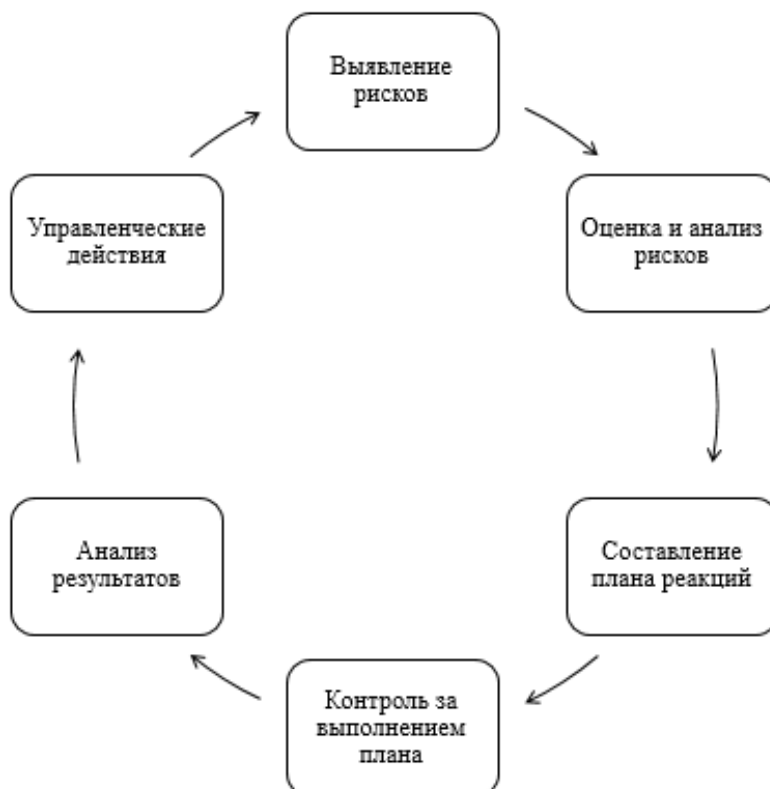 Выявление
рисков
Оценка и анализ
рисков
Составление
плана реакций
Контроль за
выполнением
плана
Анализ
результатов
Управленческие
действия